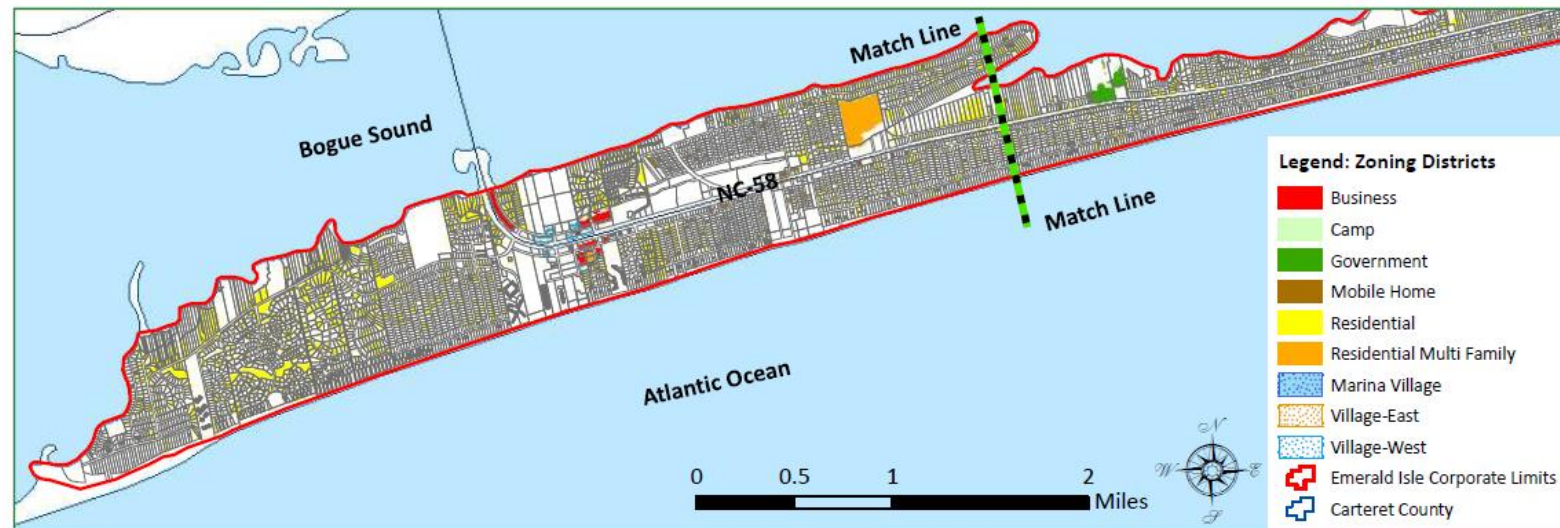 Match Line
Bogue Sound
NC-58
Match Line
Atlantic Ocean
Legend: Zoning Districts
Business
Camp
Government
Mobile Home
Residential
Residential Multi Family
Marina Village
Village-East
Village-West
Emerald Isle Corporate Limits
Carteret County
N
W E
S
0 0.5 1 2
Miles